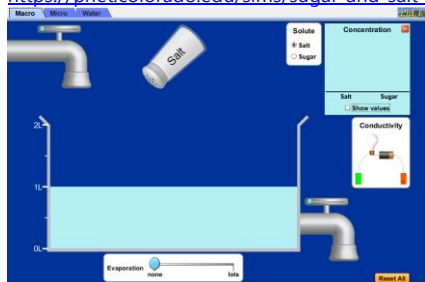 https://phet.colorado.edu/sims/sugar-and-salt-
Macro Micro Water
Solute
Salt
Sugar
Concentration
Salt Sugar
Show values
Conductivity
Salt
2L
1L
0L
Evaporation
none lots
Reset All